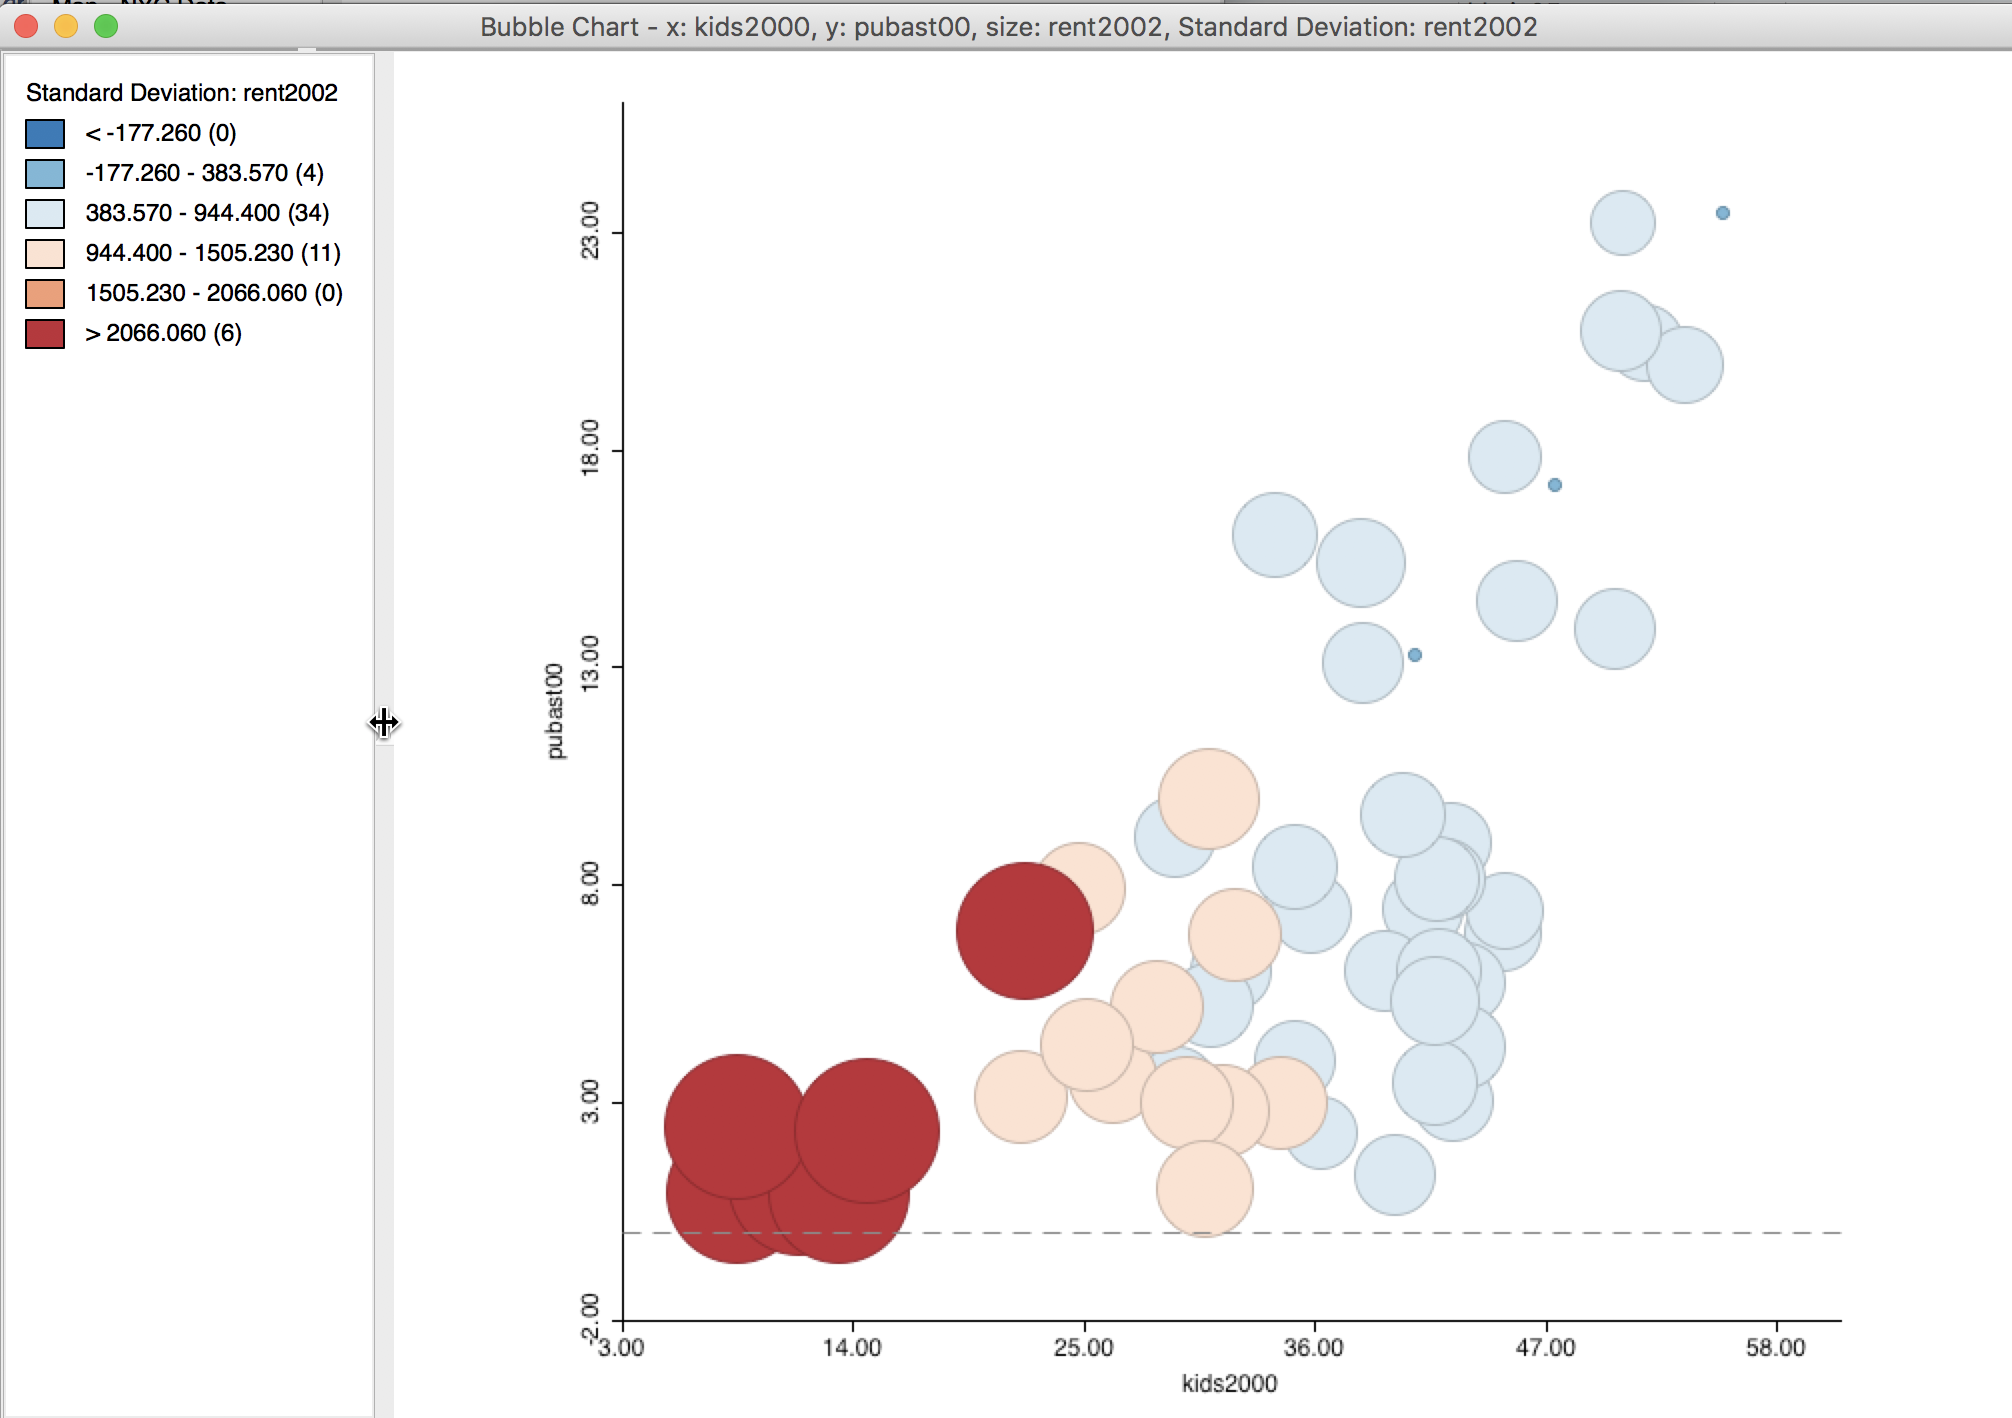 Bubble Chart - x: kids2000, y: pubast00, size: rent2002, Standard Deviation: rent2002
Standard Deviation: rent2002
< -177.260 (0)
-177.260 - 383.570 (4)
383.570 - 944.400 (34)
944.400 - 1505.230 (11)
1505.230 - 2066.060 (0)
> 2066.060 (6)
23.00
18.00
13.00
8.00
3.00
-2.00
pubast00
3.00
14.00
25.00
36.00
47.00
58.00
kids2000